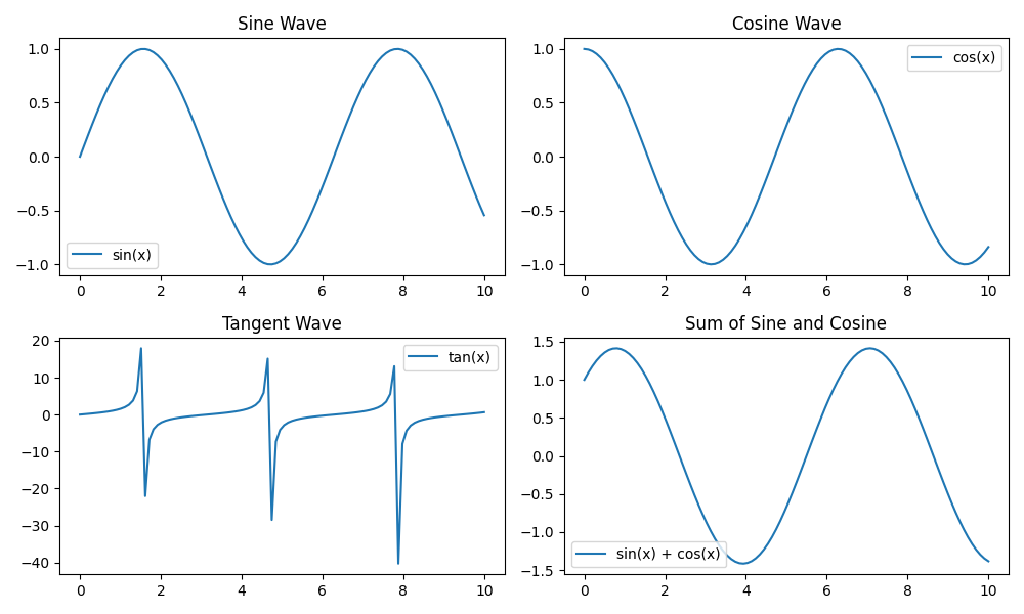 Sine Wave
1.0
0.5
0.0
−0.5
−1.0
sin(x)
0 2 4 6 8 10
Cosine Wave
1.0
0.5
0.0
−0.5
−1.0
cos(x)
0 2 4 6 8 10
Tangent Wave
20
10
0
−10
−20
−30
−40
tan(x)
0 2 4 6 8 10
Sum of Sine and Cosine
1.5
1.0
0.5
0.0
−0.5
−1.0
−1.5
sin(x) + cos(x)
0 2 4 6 8 10